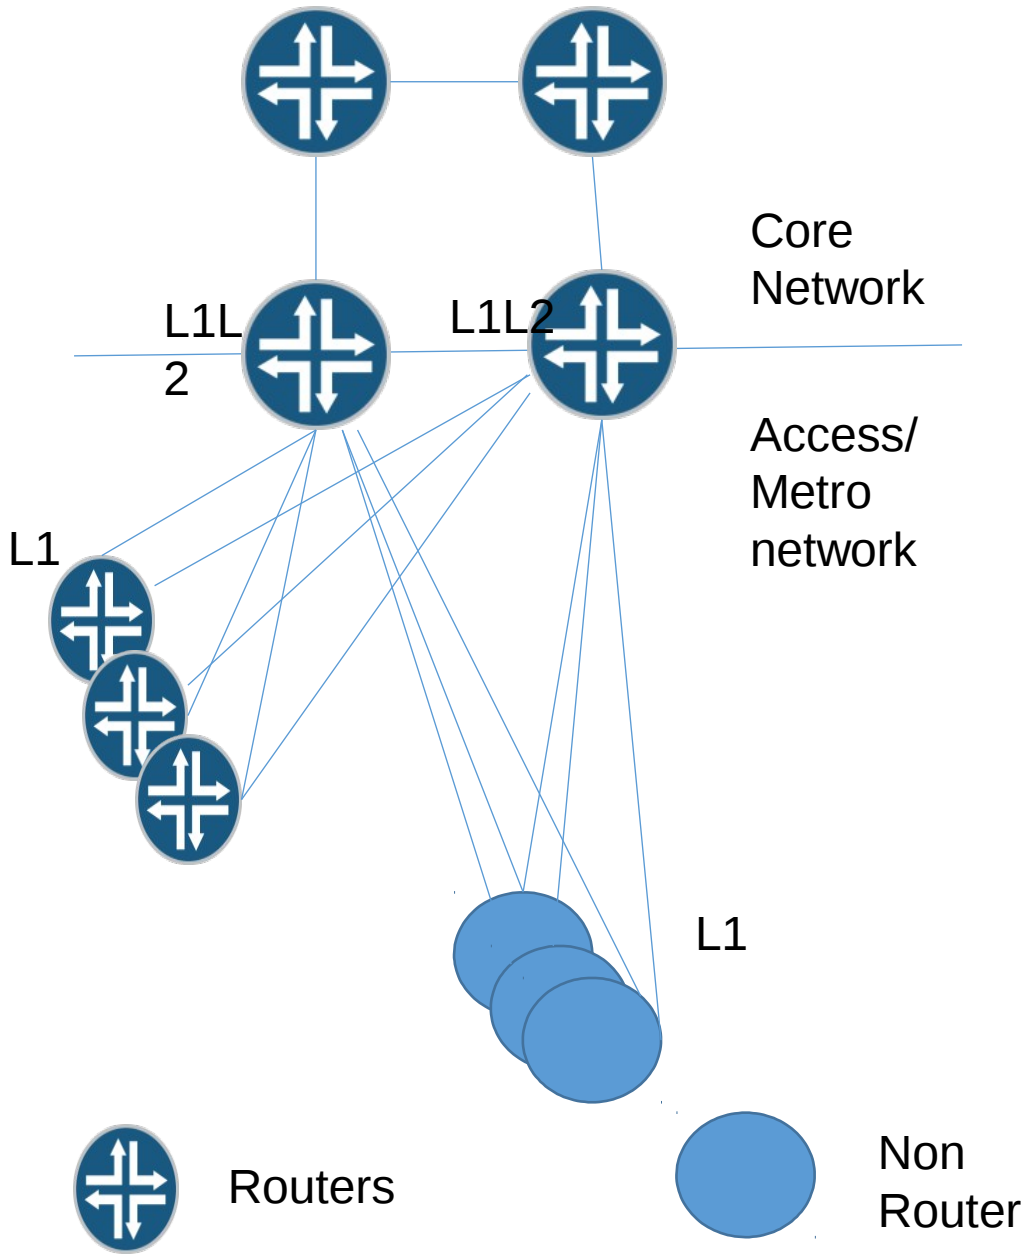 Core
Network
L1L
2
L1L2
Access/
Metro
network
L1
L1
Routers
Non
Router